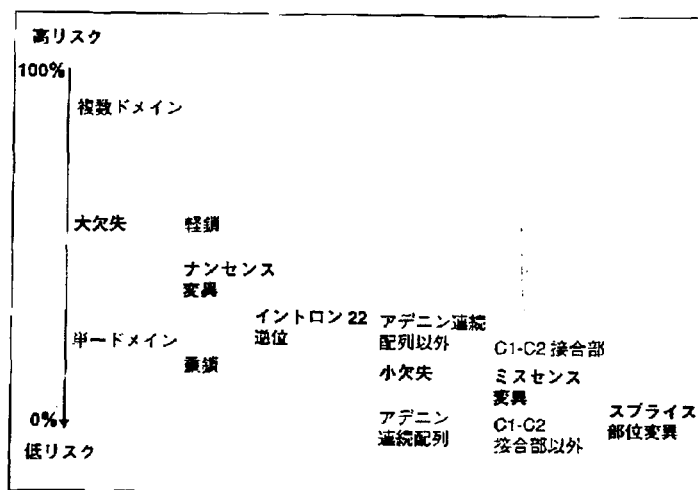 高リスク
100%
複数ドメイン
大欠失
軽鎖
ナンセンス
変異
イントロン 22
逆位
アデニン連続
配列以外
単一ドメイン
C1-C2 接合部
重鎖
小欠失
ミスセンス
変異
0%
アデニン
連続配列
C1-C2
接合部以外
スプライス
部位変異
低リスク